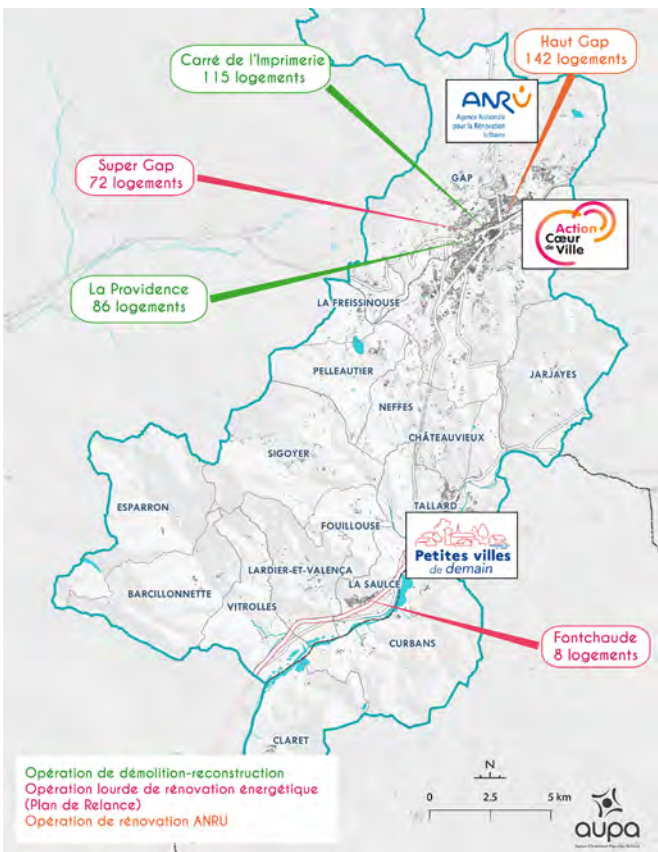 Carré de l'Imprimerie
115 logements
Haut Gap
142 logements
ANRU
Agence Nationale
pour la Rénovation
Urbaine
Super Gap
72 logements
GAP
Action
Cœur
de Ville
La Providence
86 logements
LA FREISSINOUSE
PELLEAUTIER
JARJAYES
NEFFES
CHÂTEAUVIEUX
SIGOYER
TALLARD
ESPARRON
FOUILLOUSE
Petites villes
de demain
LARDIER-ET-VALENÇA
LA SAULCE
BARCILLONNETTE
VITROLLES
CURBANS
Fontchaude
8 logements
CLARET
Opération de démolition-reconstruction
Opération lourde de rénovation énergétique
(Plan de Relance)
Opération de rénovation ANRU
N
0 2.5 5 km
aupa